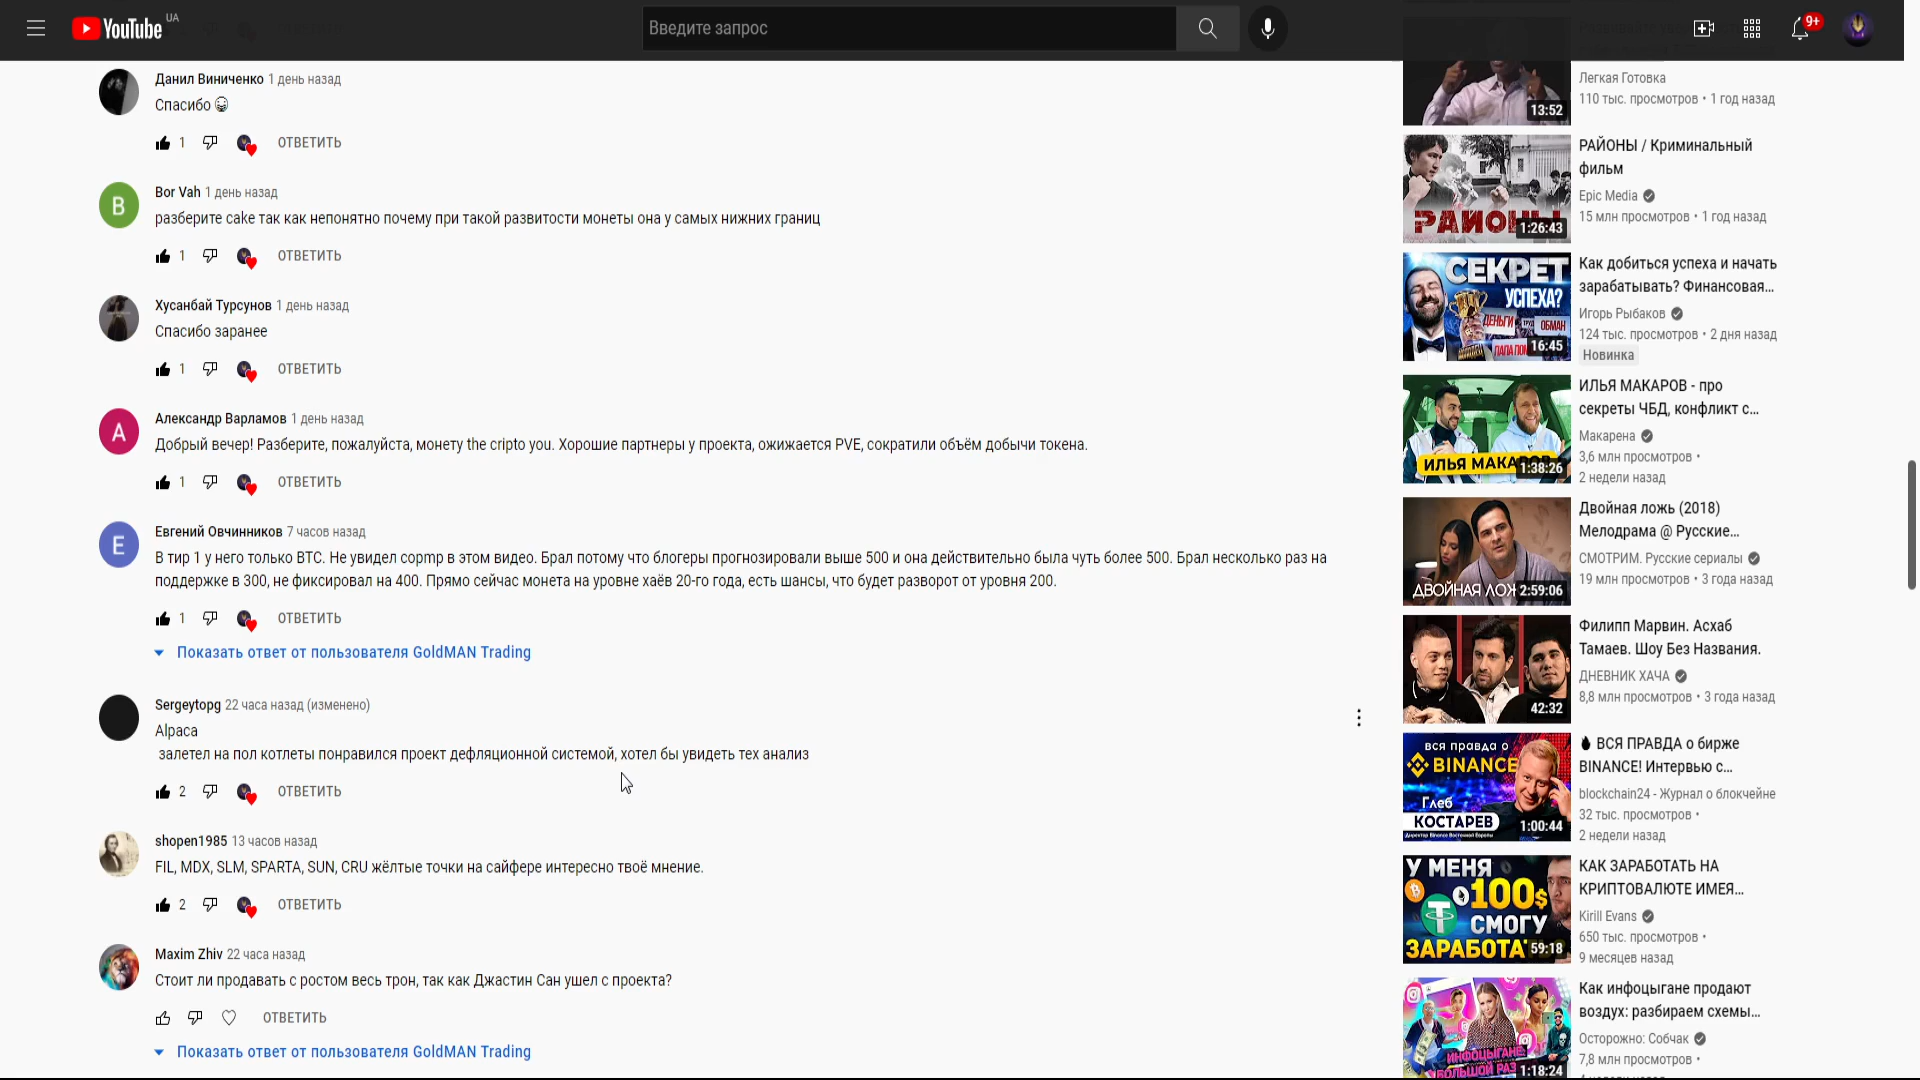 YouTube UA
Введите запрос
9+
Данил Виниченко 1 день назад
Спасибо 😀
1 ОТВЕТИТЬ
Bor Vah 1 день назад
разберите cake так как непонятно почему при такой развитости монеты она у самых нижних границ
1 ОТВЕТИТЬ
Хусанбай Турсунов 1 день назад
Спасибо заранее
1 ОТВЕТИТЬ
Александр Варламов 1 день назад
Добрый вечер! Разберите, пожалуйста, монету the cripto you. Хорошие партнеры у проекта, ожижается PVE, сократили объём добычи токена.
1 ОТВЕТИТЬ
Евгений Овчинников 7 часов назад
В тир 1 у него только BTC. Не увидел copmp в этом видео. Брал потому что блогеры прогнозировали выше 500 и она действительно была чуть более 500. Брал несколько раз на
поддержке в 300, не фиксировал на 400. Прямо сейчас монета на уровне хаёв 20-го года, есть шансы, что будет разворот от уровня 200.
1 ОТВЕТИТЬ
Показать ответ от пользователя GoldMAN Trading
Sergeytopg 22 часа назад (изменено)
Alpaca
залетел на пол котлеты понравился проект дефляционной системой, хотел бы увидеть тех анализ
2 ОТВЕТИТЬ
shopen1985 13 часов назад
FIL, MDX, SLM, SPARTA, SUN, CRU жёлтые точки на сайфере интересно твоё мнение.
2 ОТВЕТИТЬ
Maxim Zhiv 22 часа назад
Стоит ли продавать с ростом весь трон, так как Джастин Сан ушел с проекта?
ОТВЕТИТЬ
Показать ответ от пользователя GoldMAN Trading
13:52
Легкая Готовка
110 тыс. просмотров • 1 год назад
РАЙОНЫ
1:26:43
РАЙОНЫ / Криминальный
фильм
Epic Media
15 млн просмотров • 1 год назад
СЕКРЕТ
УСПЕХА?
ДЕНЬГИ
ОБМАН
16:45
Как добиться успеха и начать
зарабатывать? Финансовая...
Игорь Рыбаков
124 тыс. просмотров • 2 дня назад
Новинка
ИЛЬЯ МАКАРОВ
1:38:26
ИЛЬЯ МАКАРОВ - про
секреты ЧБД, конфликт с...
Макарена
3,6 млн просмотров •
2 недели назад
ДВОЙНАЯ ЛОЖ
2:59:06
Двойная ложь (2018)
Мелодрама @ Русские...
СМОТРИМ. Русские сериалы
19 млн просмотров • 3 года назад
42:32
Филипп Марвин. Асхаб
Тамаев. Шоу Без Названия.
ДНЕВНИК ХАЧА
8,8 млн просмотров • 3 года назад
вся правда о
BINANCE
Глеб
КОСТАРЕВ
Директор Binance Восточной Европы
1:00:44
ВСЯ ПРАВДА о бирже
BINANCE! Интервью с...
blockchain24 - Журнал о блокчейне
32 тыс. просмотров •
2 недели назад
У МЕНЯ
100$
СМОГУ
ЗАРАБОТА
59:18
КАК ЗАРАБОТАТЬ НА
КРИПТОВАЛЮТЕ ИМЕЯ...
Kirill Evans
650 тыс. просмотров •
9 месяцев назад
ИНФОЦЫГАНЕ:
БОЛЬШОЙ РАЗ
1:18:24
Как инфоцыгане продают
воздух: разбираем схемы...
Осторожно: Собчак
7,8 млн просмотров •